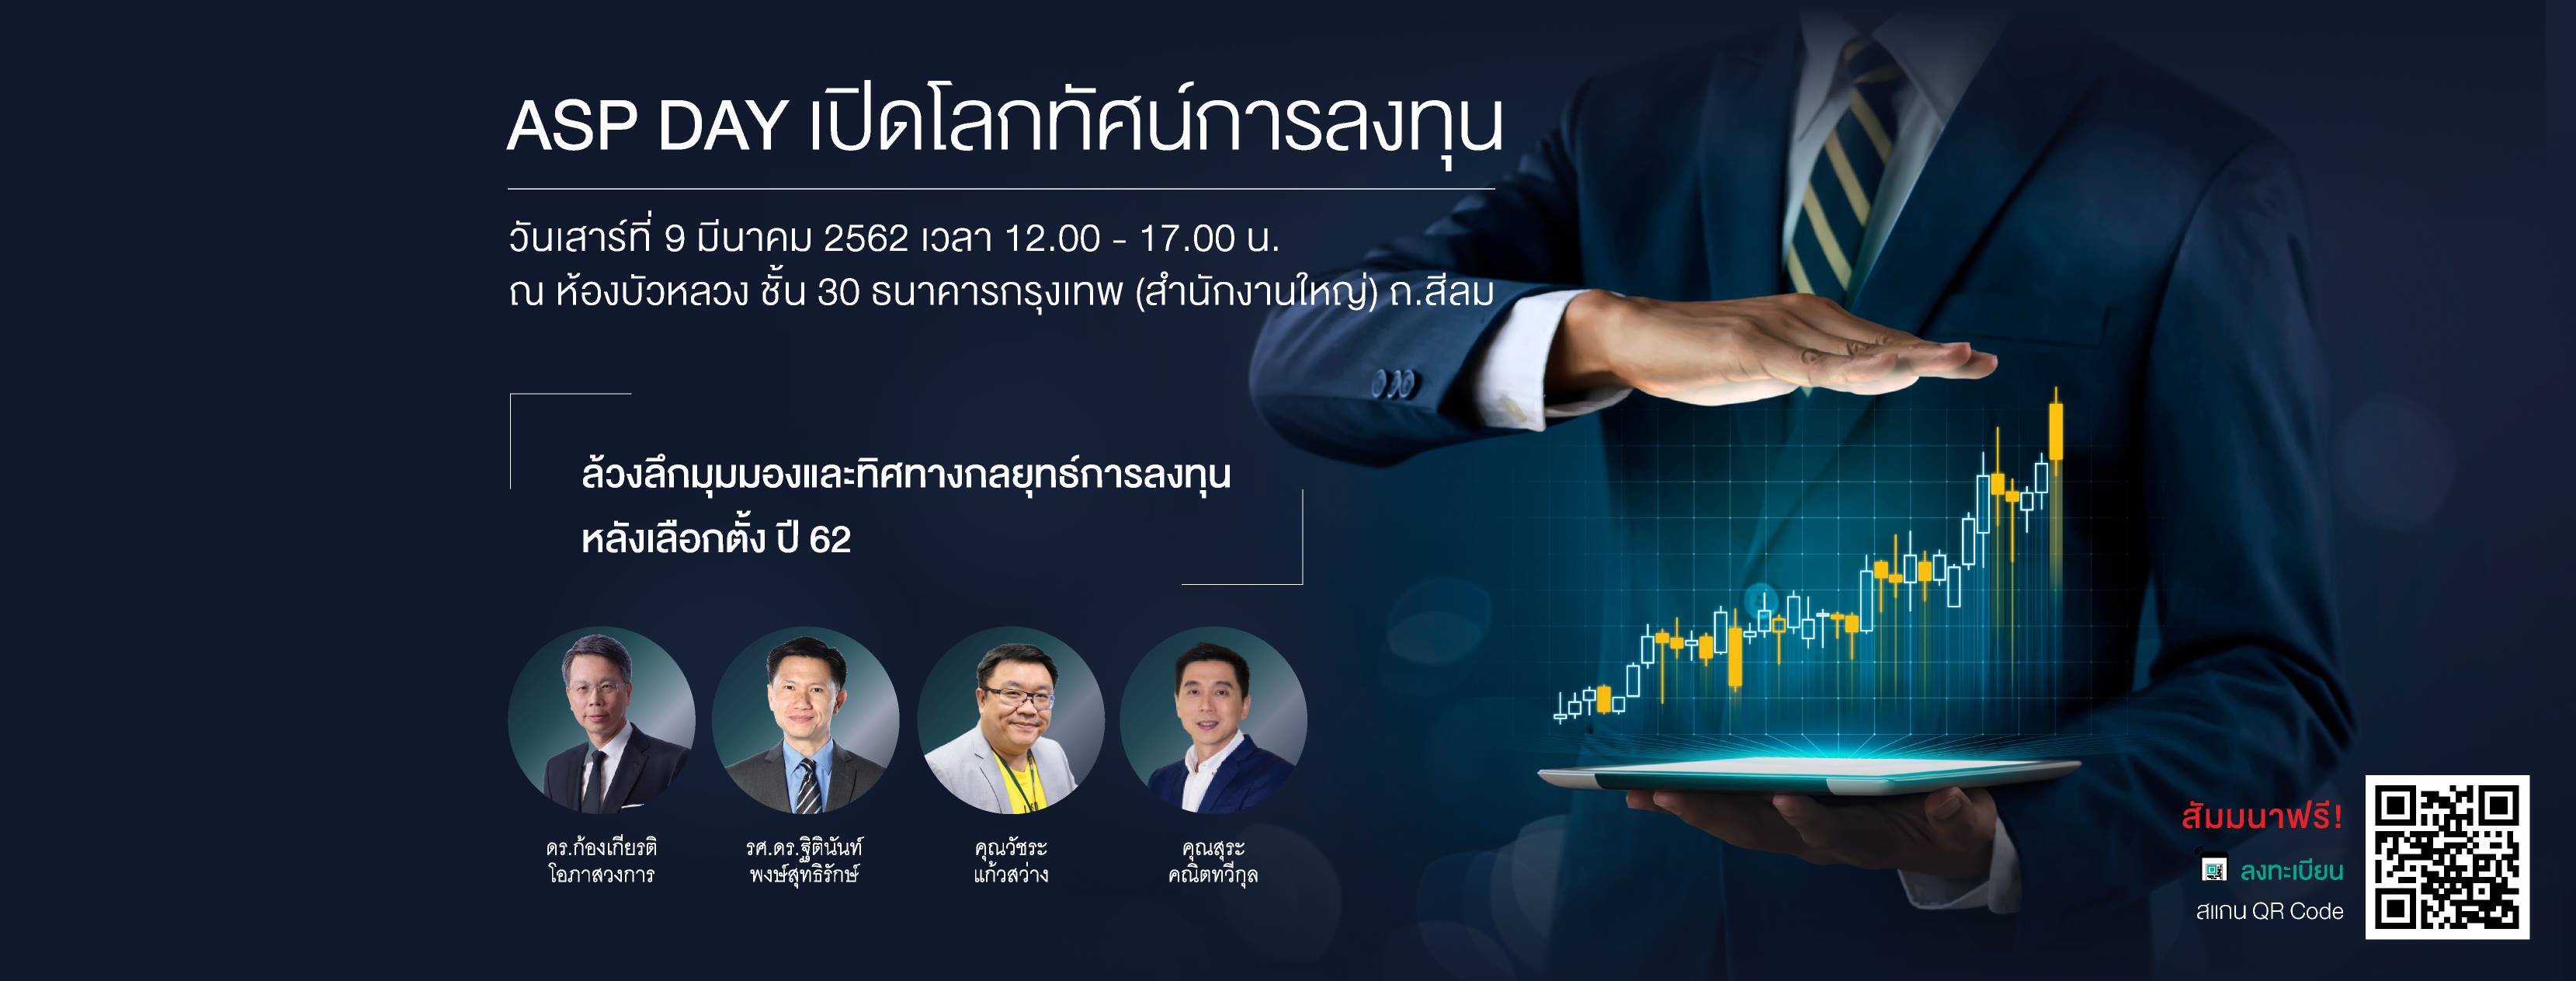 ASP DAY เปิดโลกทัศน์การลงทุน
วันเสาร์ที่ 9 มีนาคม 2562 เวลา 12.00 - 17.00 น.
ณ ห้องบัวหลวง ชั้น 30 ธนาคารกรุงเทพ (สำนักงานใหญ่) ถ.สีลม
ล้วงลึกมุมมองและทิศทางกลยุทธ์การลงทุน
หลังเลือกตั้ง ปี 62
ดร.ก้องเกียรติ
โอภาสวงการ
รศ.ดร.ฐิตินันท์
พงษ์สุทธิรักษ์
คุณวัชระ
แก้วสว่าง
คุณสุระ
คณิตทวีกุล
สัมมนาฟรี!
ลงทะเบียน
สแกน QR Code